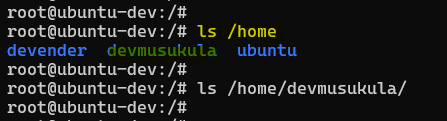 root@ubuntu-dev:/#
root@ubuntu-dev:/# ls /home
devender devmusukula ubuntu
root@ubuntu-dev:/#
root@ubuntu-dev:/# ls /home/devmusukula/
root@ubuntu-dev:/#